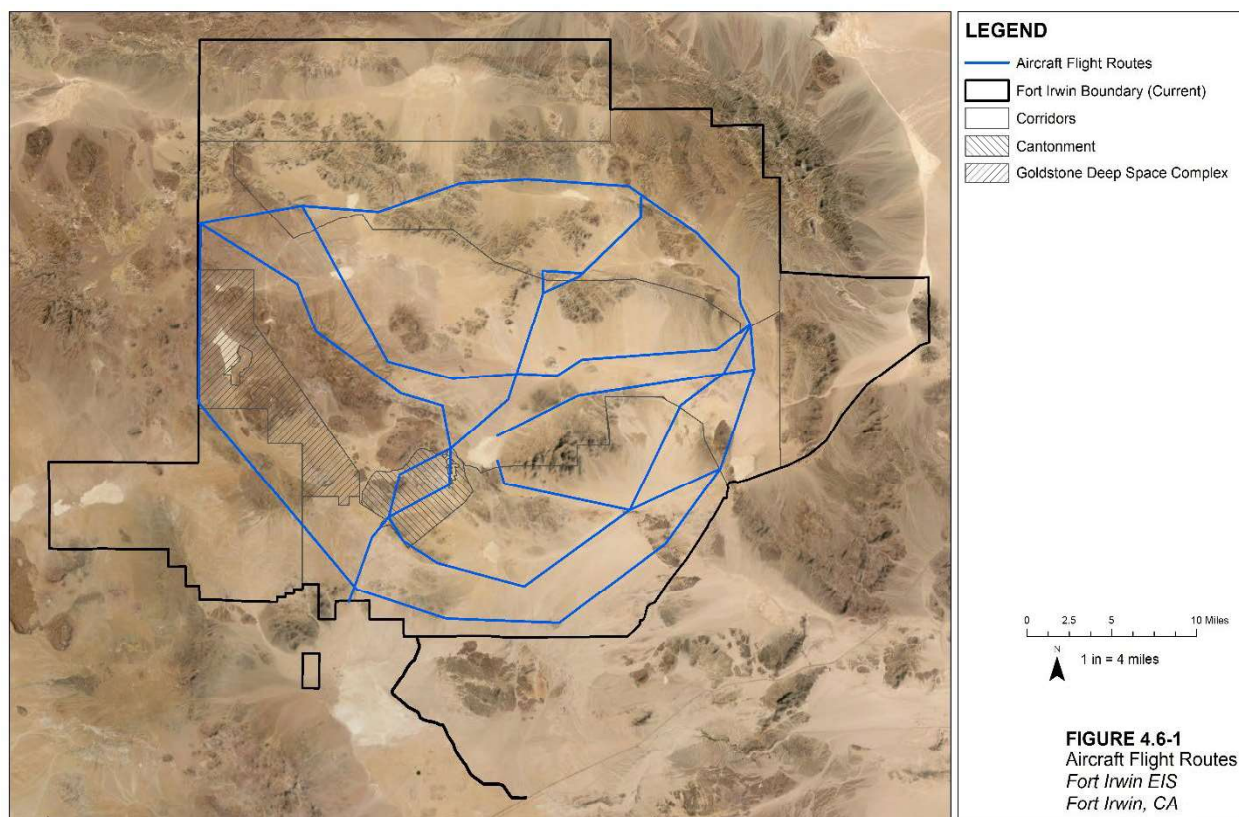 LEGEND
Aircraft Flight Routes
Fort Irwin Boundary (Current)
Corridors
Cantonment
Goldstone Deep Space Complex
0 2.5 5 10 Miles
N
1 in = 4 miles
FIGURE 4.6-1
Aircraft Flight Routes
Fort Irwin EIS
Fort Irwin, CA